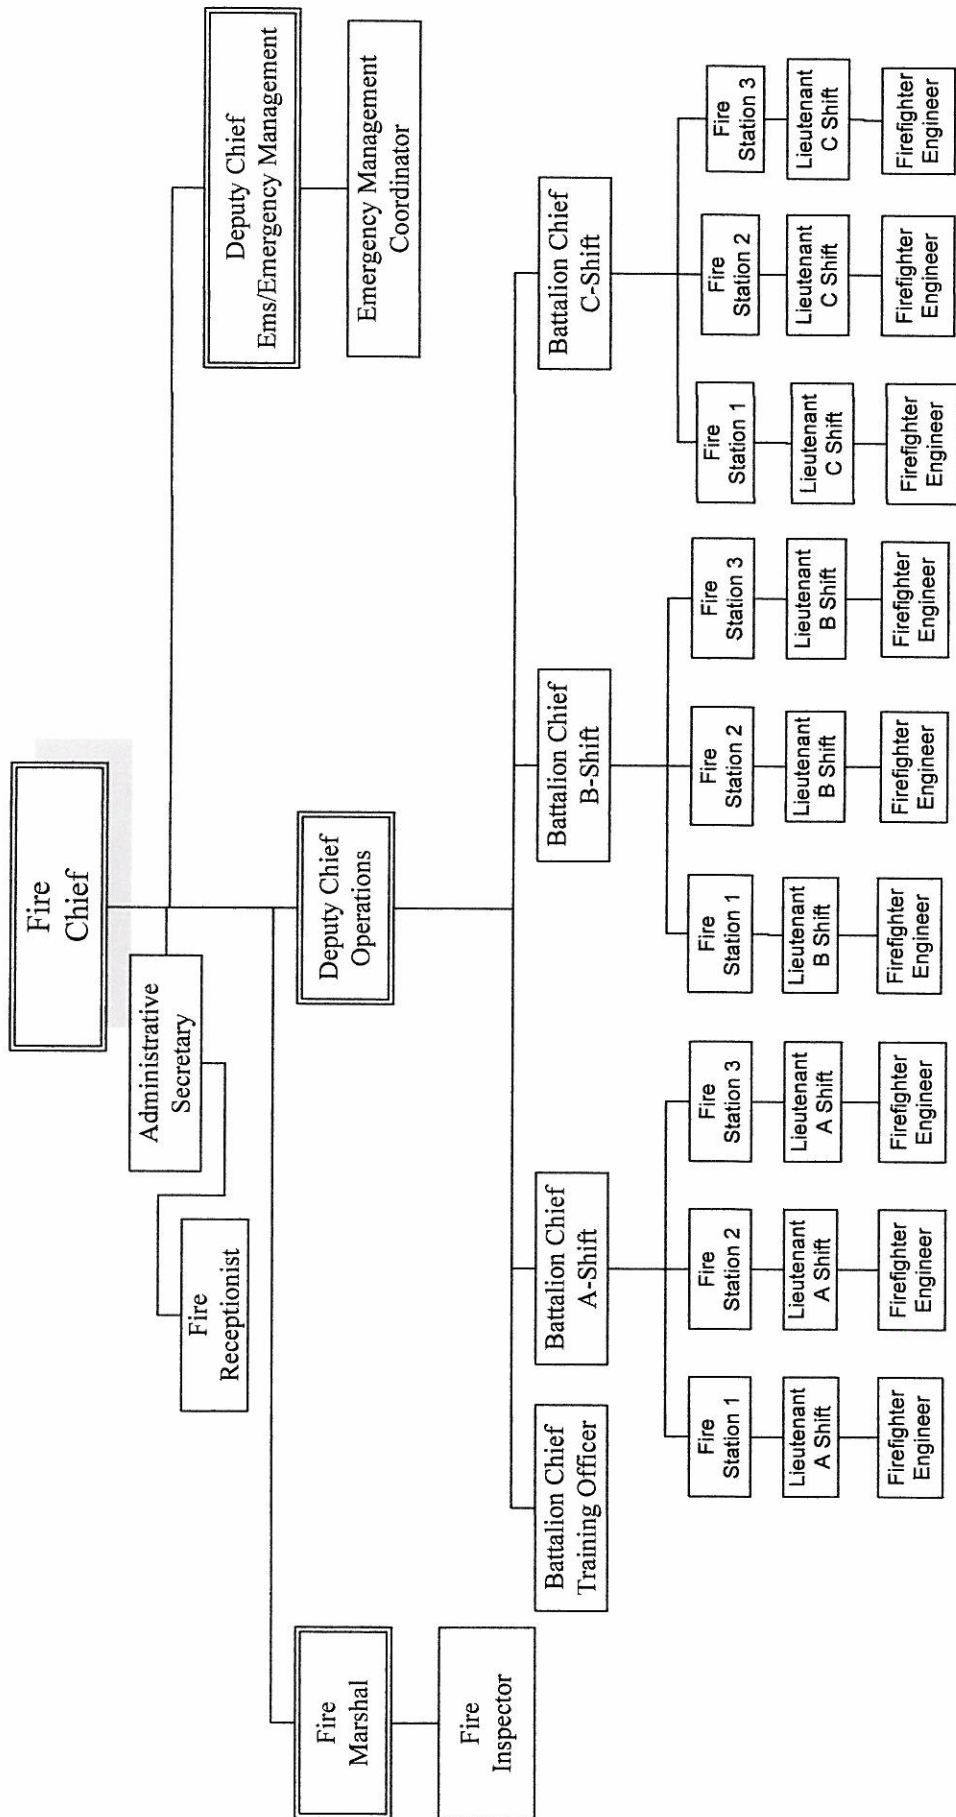 Fire
Chief
Administrative
Secretary
Fire
Receptionist
Deputy Chief
Ems/Emergency Management
Emergency Management
Coordinator
Fire
Marshal
Fire
Inspector
Deputy Chief
Operations
Battalion Chief
Training Officer
Battalion Chief
A-Shift
Battalion Chief
B-Shift
Battalion Chief
C-Shift
Fire
Station 1
Lieutenant
A Shift
Firefighter
Engineer
Fire
Station 2
Lieutenant
A Shift
Firefighter
Engineer
Fire
Station 3
Lieutenant
A Shift
Firefighter
Engineer
Fire
Station 1
Lieutenant
B Shift
Firefighter
Engineer
Fire
Station 2
Lieutenant
B Shift
Firefighter
Engineer
Fire
Station 3
Lieutenant
B Shift
Firefighter
Engineer
Fire
Station 1
Lieutenant
C Shift
Firefighter
Engineer
Fire
Station 2
Lieutenant
C Shift
Firefighter
Engineer
Fire
Station 3
Lieutenant
C Shift
Firefighter
Engineer